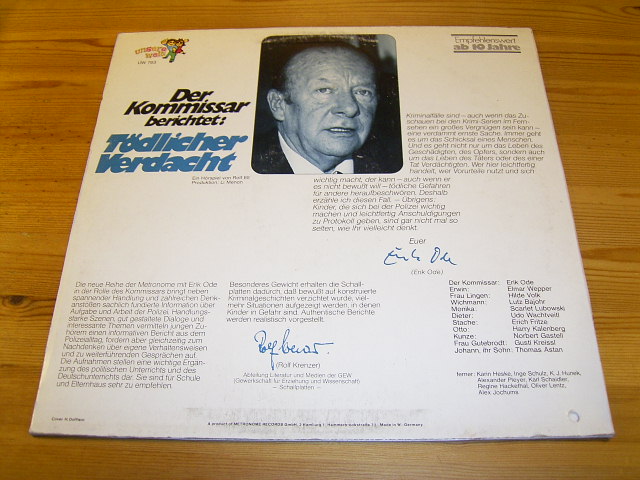 unsere welt
UW 703
Empfehlenswert
ab 10 Jahre
Der
Kommissar
berichtet:
Tödlicher
Verdacht
Ein Hörspiel von Rolf Ell
Produktion: Li Menon
Kriminalfälle sind – auch wenn das Zu-
schauen bei den Krimi-Serien im Fern-
sehen ein großes Vergnügen sein kann –
eine verdammt ernste Sache. Immer geht
es um das Schicksal eines Menschen.
Und es geht nicht nur um das Leben des
Geschädigten, des Opfers, sondern auch
um das Leben des Täters oder des einer
Tat Verdächtigten. Wer hier leichtfertig
handelt, wer Vorurteile nutzt und sich
wichtig macht, der kann – auch wenn er
es nicht bewußt will – tödliche Gefahren
für andere heraufbeschwören. Deshalb
erzähle ich diesen Fall. – Übrigens:
Kinder, die sich bei der Polizei wichtig
machen und leichtfertig Anschuldigungen
zu Protokoll geben, sind gar nicht mal so
selten, wie Ihr vielleicht denkt.
Euer
Erik Ode
(Erik Ode)
Die neue Reihe der Metronome mit Erik Ode
in der Rolle des Kommissars bringt neben
spannender Handlung und zahlreichen Denk-
anstößen sachlich fundierte Information über
Aufgabe und Arbeit der Polizei. Handlungs-
starke Szenen, gut gestaltete Dialoge und
interessante Themen vermitteln jungen Zu-
hörern einen informativen Bericht aus dem
Polizeialltag, fordern aber gleichzeitig zum
Nachdenken über eigene Verhaltensweisen
und zu weiterführenden Gesprächen auf.
Die Aufnahmen stellen eine wichtige Ergän-
zung des politischen Unterrichts und des
Deutschunterrichts dar. Sie sind für Schule
und Elternhaus sehr zu empfehlen.
Besonderes Gewicht erhalten die Schall-
platten dadurch, daß bewußt auf konstruierte
Kriminalgeschichten verzichtet wurde, viel-
mehr Situationen aufgezeigt werden, in denen
Kinder in Gefahr sind. Authentische Berichte
werden realistisch vorgestellt.
Rolf Krenzer
(Rolf Krenzer)
Abteilung Literatur und Medien der GEW
(Gewerkschaft für Erziehung und Wissenschaft)
– Schallplatten –
Der Kommissar: Erik Ode
Erwin: Elmar Wepper
Frau Lingen: Hilde Volk
Wichmann: Lutz Bajohr
Monika: Scarlet Lubowski
Dieter: Udo Wachtveitl
Stache: Erich Fritze
Otto: Harry Kalenberg
Kunze: Norbert Gastell
Frau Gutebrodt: Gusti Kreissl
Johann, ihr Sohn: Thomas Astan
ferner: Karin Heske, Ingo Schulz, K. J. Hunek,
Alexander Pleyer, Karl Schaidler,
Regine Hackethal, Oliver Lentz,
Alex Jochums
A product of METRONOME RECORDS GMBH, 2 Hamburg 1 Made in W. Germany